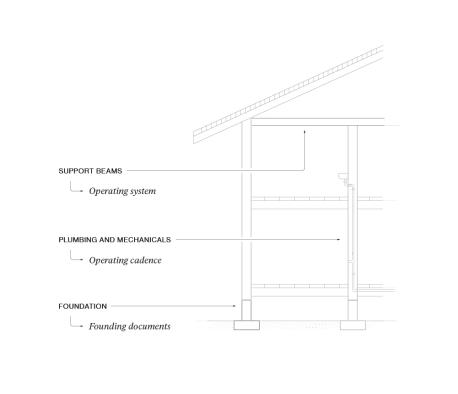 SUPPORT BEAMS
Operating system
PLUMBING AND MECHANICALS
Operating cadence
FOUNDATION
Founding documents